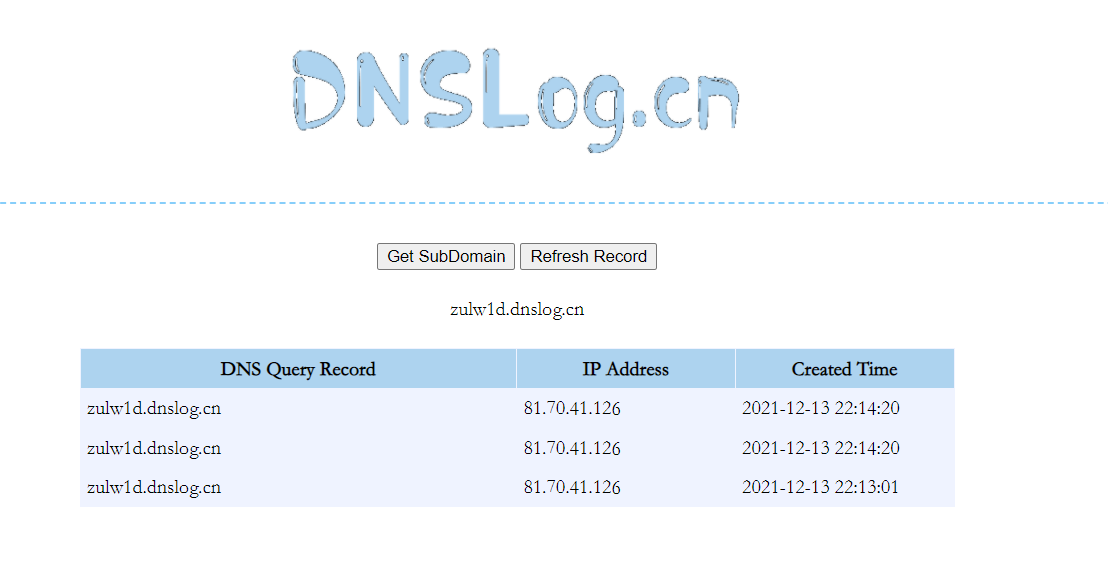 DNSLog.cn
Get SubDomain Refresh Record
zulw1d.dnslog.cn
DNS Query Record IP Address Created Time
zulw1d.dnslog.cn 81.70.41.126 2021-12-13 22:14:20
zulw1d.dnslog.cn 81.70.41.126 2021-12-13 22:14:20
zulw1d.dnslog.cn 81.70.41.126 2021-12-13 22:13:01